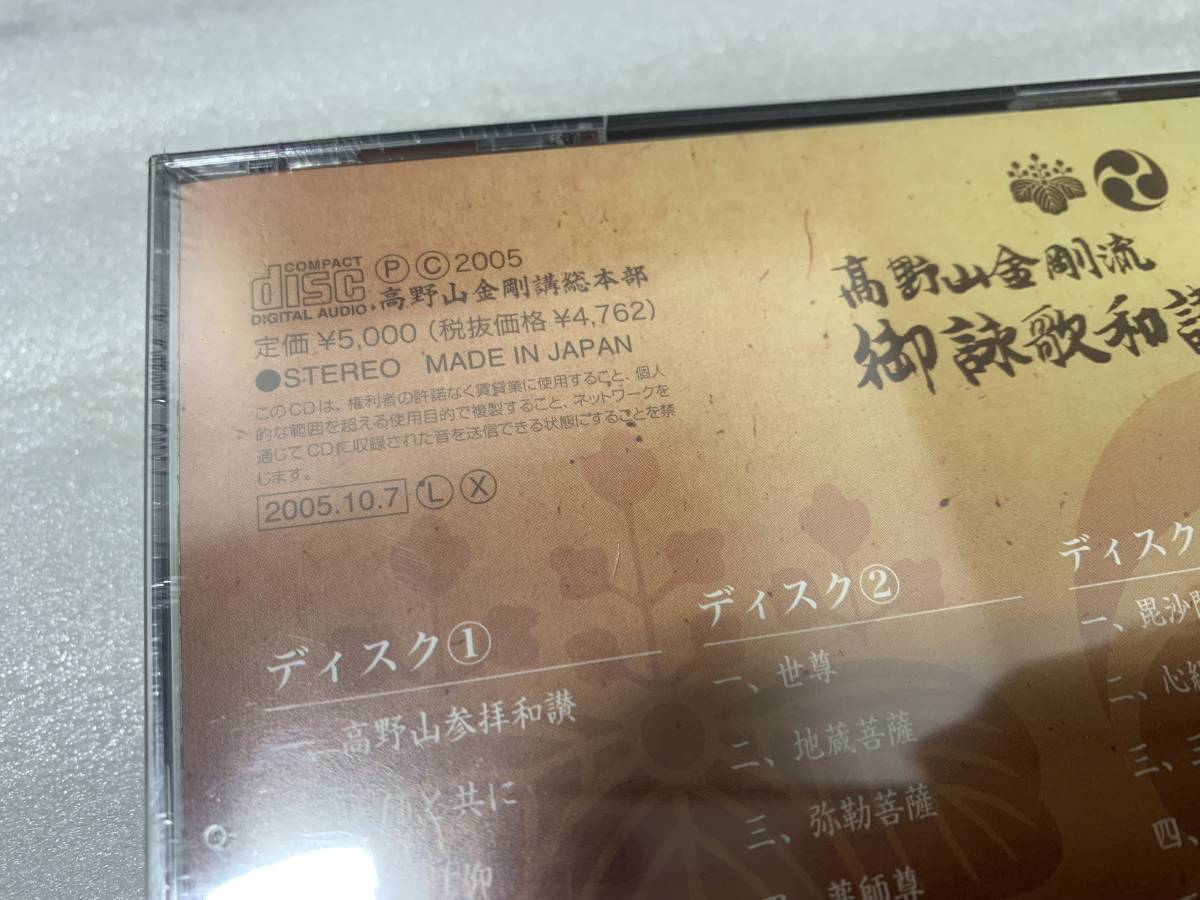 COMPACT
disc
DIGITAL AUDIO
Ⓟ Ⓒ 2005
高野山金剛講総本部
定価 ¥5,000 (税抜価格 ¥4,762)
●STEREO MADE IN JAPAN
このCDは、権利者の許諾なく賃貸業に使用すること、個人
的な範囲を超える使用目的で複製すること、ネットワークを
通じてCDに収録された音を送信できる状態にすることを禁
じます。
2005.10.7 Ⓛ Ⓧ
高野山金剛流
御詠歌和讃
ディスク①
一、高野山参拝和讃
共に
仰
ディスク②
一、世尊
二、地蔵菩薩
三、弥勒菩薩
薬師尊
ディスク
一、毘沙門
二、心経
三、三
四、